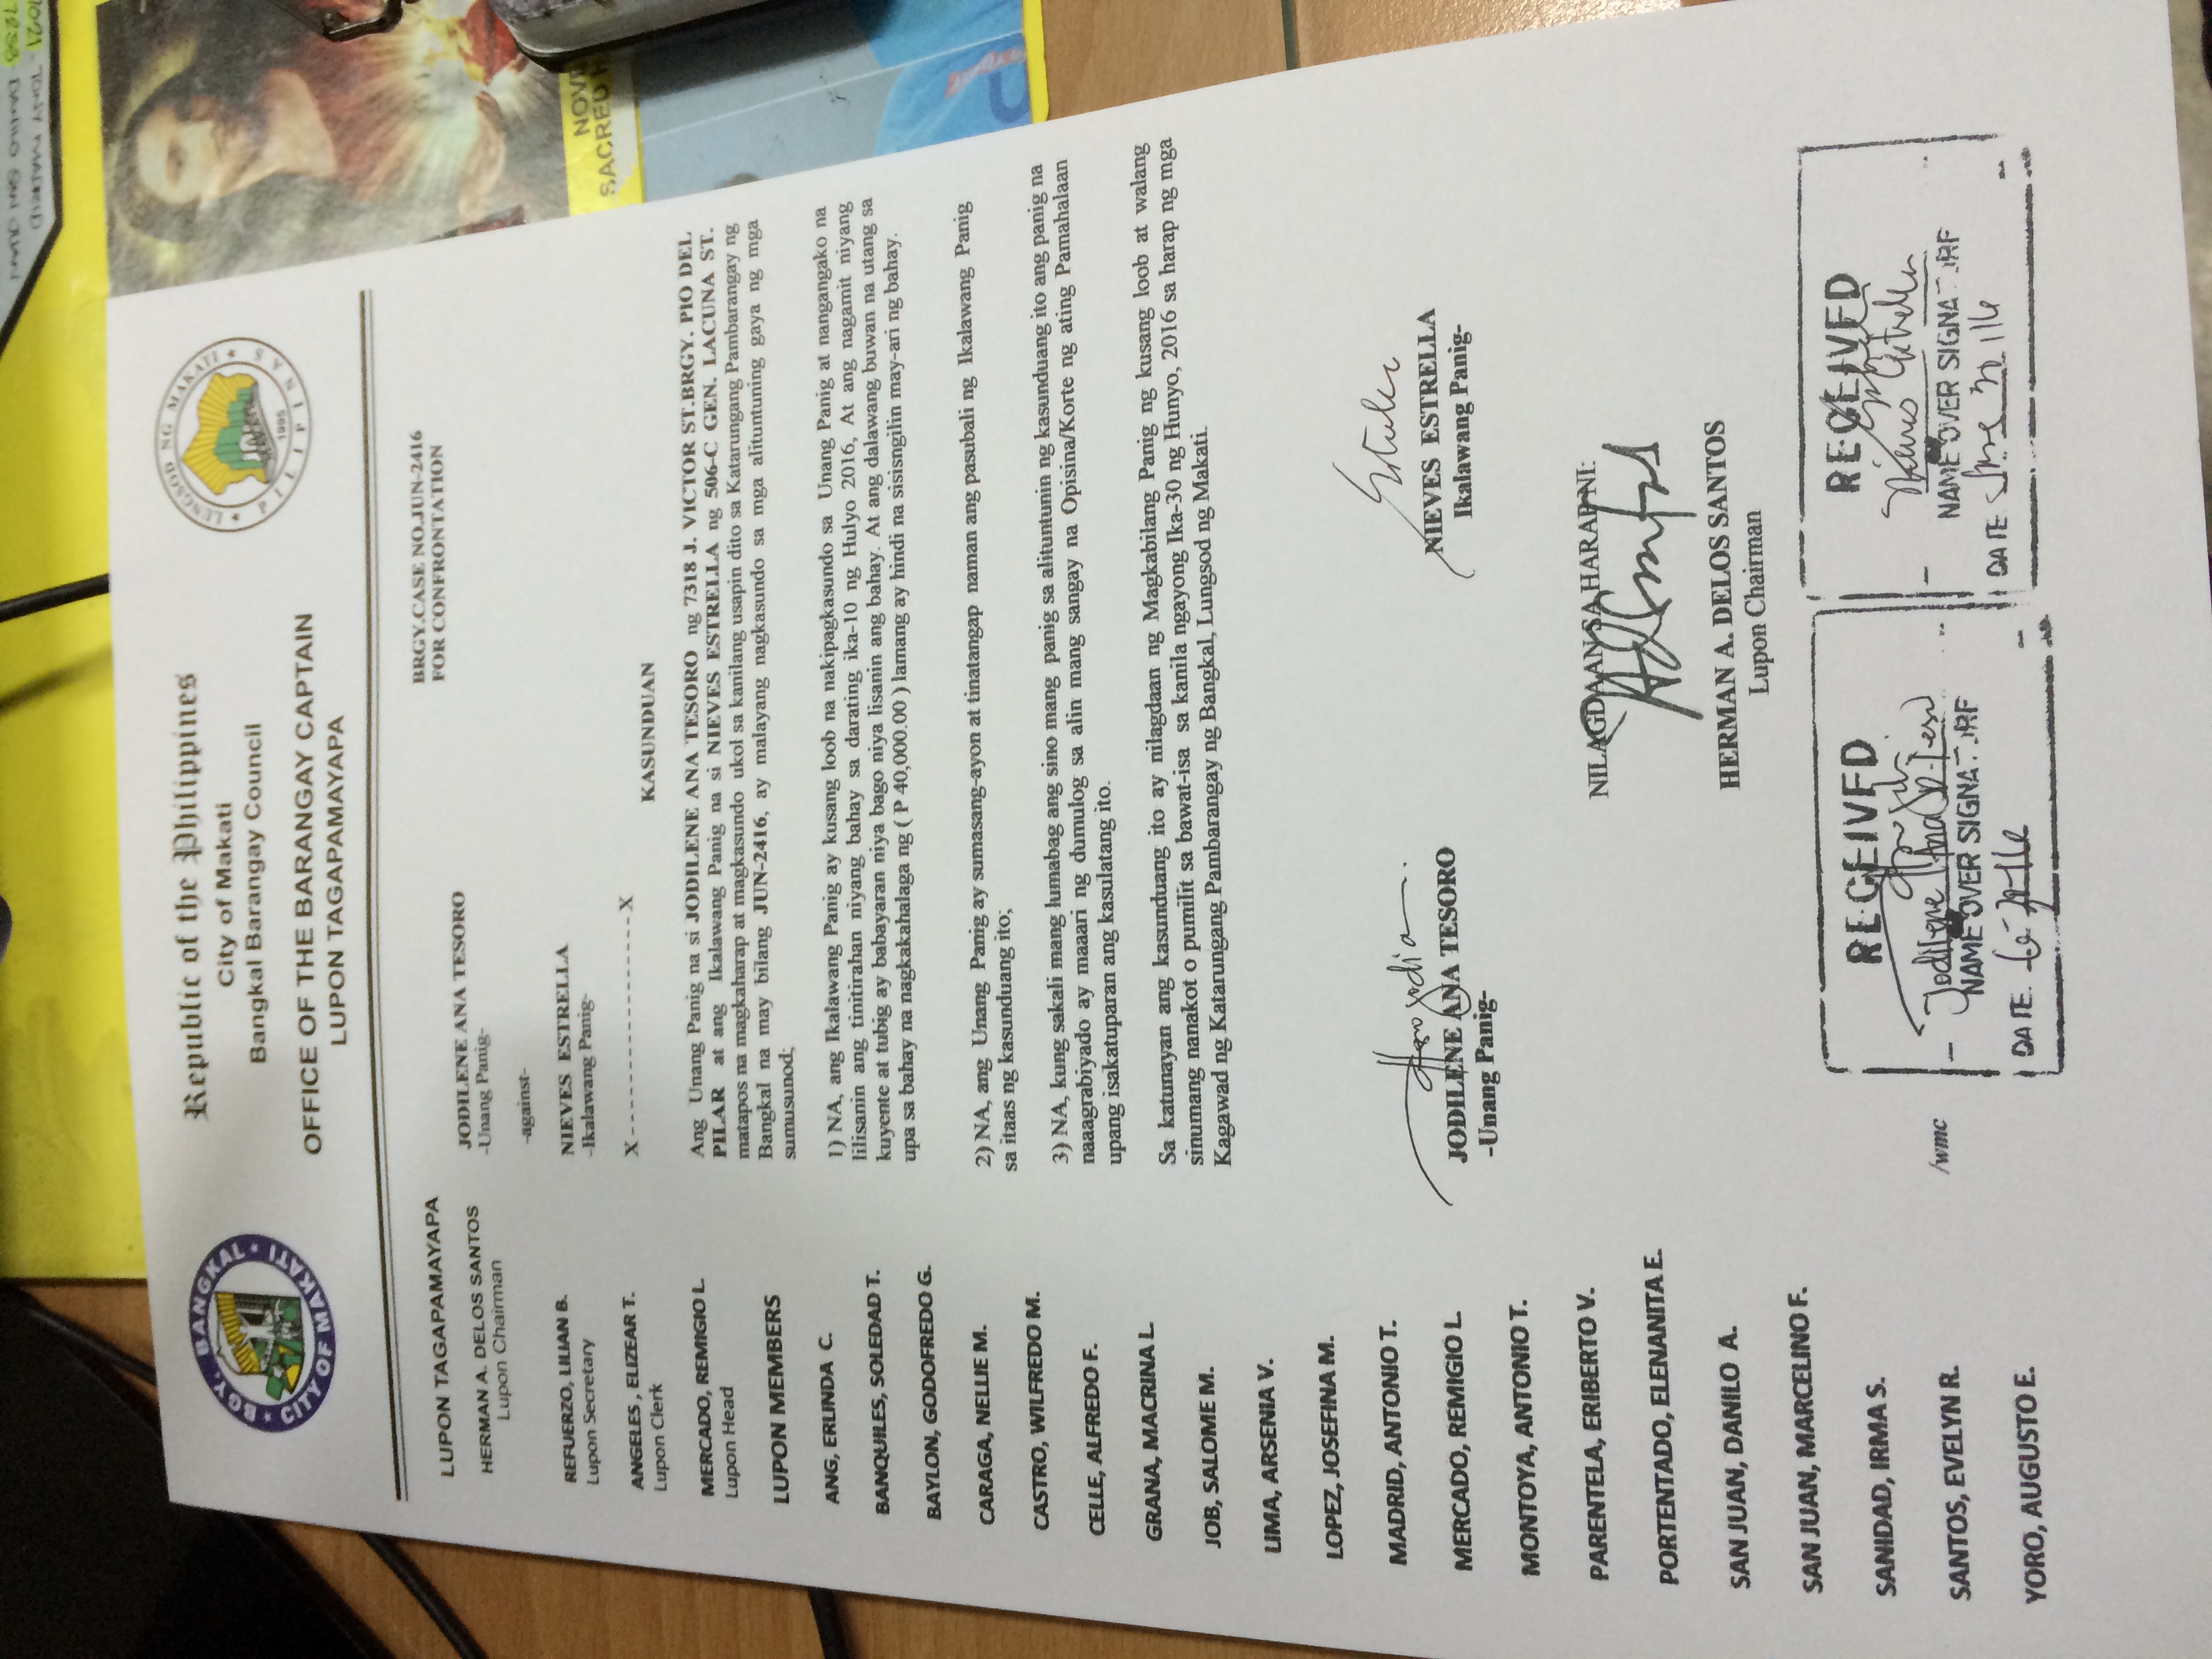 7258 DANILO SAN JUAN
TONY MADRID
BGY. BANGKAL
CITY OF MAKATI
Republic of the Philippines
City of Makati
Bangkal Barangay Council
OFFICE OF THE BARANGAY CAPTAIN
LUPON TAGAPAMAYAPA
LUNGSOD NG MAKATI
PILIPINAS
MAKATI
1995
LUPON TAGAPAMAYAPA
HERMAN A. DELOS SANTOS
Lupon Chairman
REFUERZO, LILIAN B.
Lupon Secretary
ANGELES , ELIZEAR T.
Lupon Clerk
MERCADO, REMIGIO L.
Lupon Head
LUPON MEMBERS
ANG, ERLINDA C.
BANQUILES, SOLEDAD T.
BAYLON, GODOFREDO G.
CARAGA, NELLIE M.
CASTRO, WILFREDO M.
CELLE, ALFREDO F.
GRANA, MACRINA L.
JOB, SALOME M.
LIMA, ARSENIA V.
LOPEZ, JOSEFINA M.
MADRID, ANTONIO T.
MERCADO, REMIGIO L.
MONTOYA, ANTONIO T.
PARENTELA, ERIBERTO V.
PORTENTADO, ELENANITA E.
SAN JUAN, DANILO A.
SAN JUAN, MARCELINO F.
SANIDAD, IRMA S.
SANTOS, EVELYN R.
YORO, AUGUSTO E.
BRGY.CASE NO.JUN-2416
FOR CONFRONTATION
JODILENE ANA TESORO
-Unang Panig-
-against-
NIEVES ESTRELLA
-Ikalawang Panig-
X-----------------X
KASUNDUAN
Ang Unang Panig na si JODILENE ANA TESORO ng 7318 J. VICTOR ST.BRGY. PIO DEL
PILAR at ang Ikalawang Panig na si NIEVES ESTRELLA ng 506-C GEN. LACUNA ST.
matapos na magkaharap at magkasundo ukol sa kanilang usapin dito sa Katarungang Pambarangay ng
Bangkal na may bilang JUN-2416, ay malayang nagkasundo sa mga alituntuning gaya ng mga
sumusunod;
1) NA, ang Ikalawang Panig ay kusang loob na nakipagkasundo sa Unang Panig at nangangako na
lilisanin ang tinitirahan niyang bahay sa darating ika-10 ng Hulyo 2016, At ang nagamit niyang
kuyente at tubig ay babayaran niya bago niya lisanin ang bahay. At ang dalawang buwan na utang sa
upa sa bahay na nagkakahalaga ng ( P 40,000.00 ) lamang ay hindi na sisisngilin may-ari ng bahay.
2) NA, ang Unang Panig ay sumasang-ayon at tinatangap naman ang pasubali ng Ikalawang Panig
sa itaas ng kasunduang ito;
3) NA, kung sakali mang lumabag ang sino mang panig sa alituntunin ng kasunduang ito ang panig na
naaagrabiyado ay maaari ng dumulog sa alin mang sangay na Opisina/Korte ng ating Pamahalaan
upang isakatuparan ang kasulatang ito.
Sa katunayan ang kasunduang ito ay nilagdaan ng Magkabilang Panig ng kusang loob at walang
sinumang nanakot o pumilit sa bawat-isa sa kanila ngayong Ika-30 ng Hunyo, 2016 sa harap ng mga
Kagawad ng Katarungang Pambarangay ng Bangkal, Lungsod ng Makati.
JODILENE ANA TESORO
-Unang Panig-
NIEVES ESTRELLA
Ikalawang Panig-
NILAGDAAN SA HARAP NI:
HERMAN A. DELOS SANTOS
Lupon Chairman
/wmc
RECEIVED
Jodilene Ana D. Tesoro
NAME OVER SIGNATURE
DATE. 6-30-16
RECEIVED
Nieves Estrella
NAME OVER SIGNATURE
DATE June 30, 116
SACRED